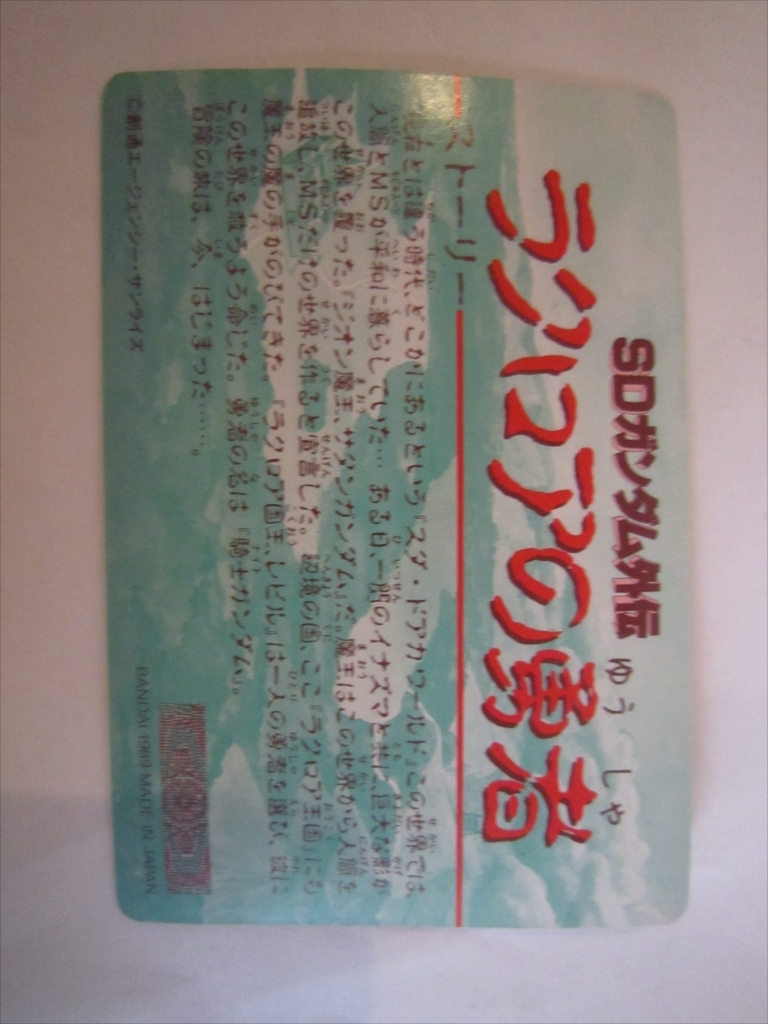 SDガンダム外伝
ラクロアの勇者
ゆう しゃ
ストーリー
現在とは違う時代、どこかにあるという『スダ・ドアカワールド』この世界では
人間とMSが平和に暮らしていた… ある日、一閃のイナズマと共に、巨大な影が
この世界を覆った。『ジオン魔王、サタンガンダム』だ。魔王はこの世界から人間を
追放し、MSだけの世界を作ると宣言した。辺境の国、ここ『ラクロア王国』にも
魔王の魔の手がのびてきた。『ラクロア国王、レビル』は一人の勇者を選び、彼に
この世界を救うよう命じた。勇者の名は『騎士ガンダム』。
冒険の旅は、今、はじまった……。
©創通エージェンシー・サンライズ
BANDAI 1989 MADE IN JAPAN